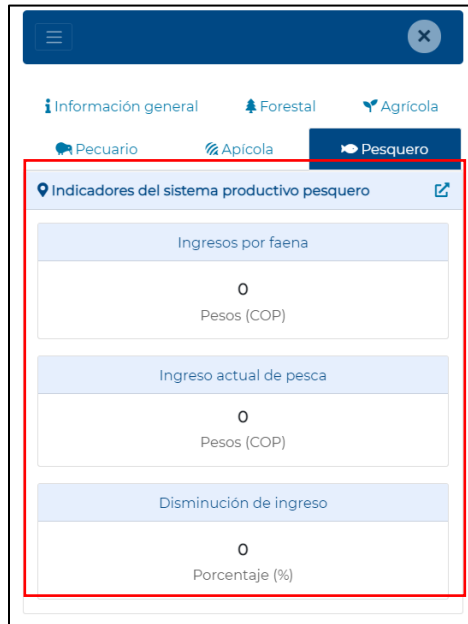 Información general Forestal Agrícola
Pecuario Apícola Pesquero
Indicadores del sistema productivo pesquero
Ingresos por faena
0
Pesos (COP)
Ingreso actual de pesca
0
Pesos (COP)
Disminución de ingreso
0
Porcentaje (%)